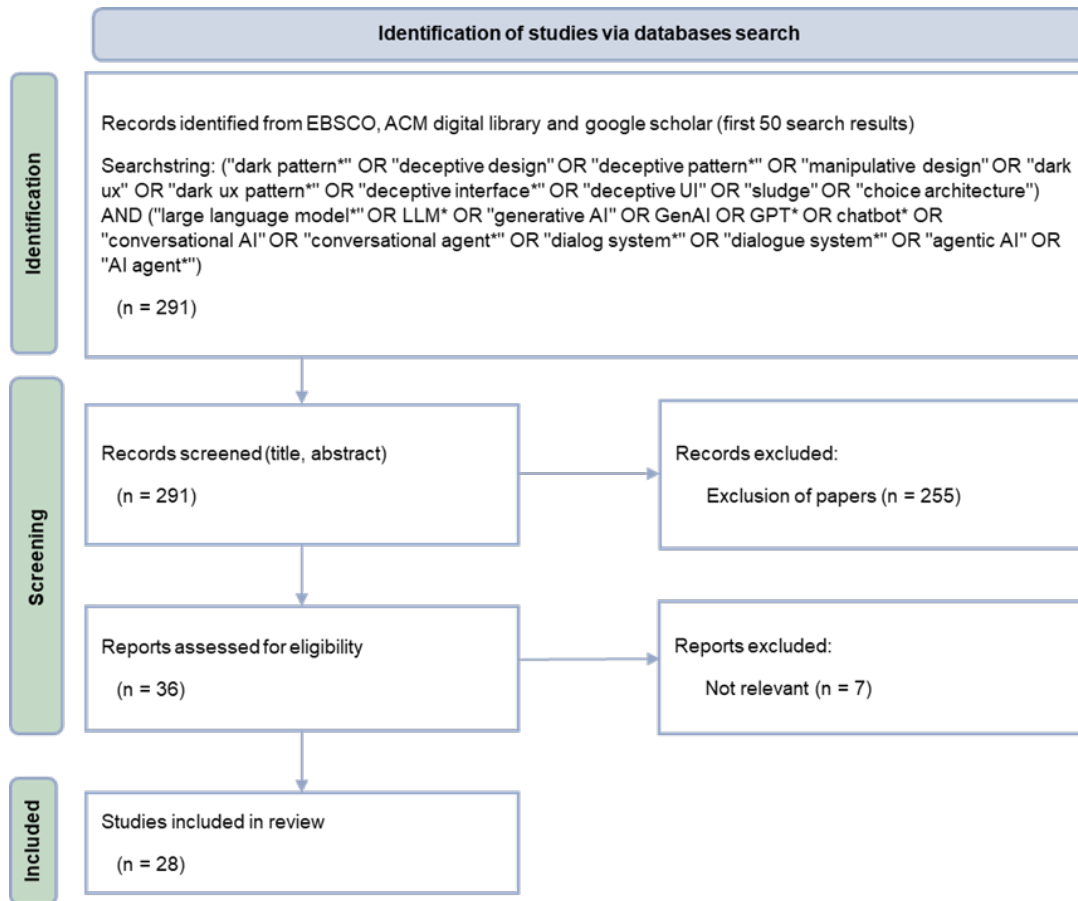 Identification of studies via databases search
Identification
Records identified from EBSCO, ACM digital library and google scholar (first 50 search results)
Searchstring: ("dark pattern*" OR "deceptive design" OR "deceptive pattern*" OR "manipulative design" OR "dark
ux" OR "dark ux pattern*" OR "deceptive interface*" OR "deceptive UI" OR "sludge" OR "choice architecture")
AND ("large language model*" OR LLM* OR "generative AI" OR GenAI OR GPT* OR chatbot* OR
"conversational AI" OR "conversational agent*" OR "dialog system*" OR "dialogue system*" OR "agentic AI" OR
"AI agent*")
(n = 291)
Screening
Records screened (title, abstract)
(n = 291)
Records excluded:
Exclusion of papers (n = 255)
Reports assessed for eligibility
(n = 36)
Reports excluded:
Not relevant (n = 7)
Included
Studies included in review
(n = 28)